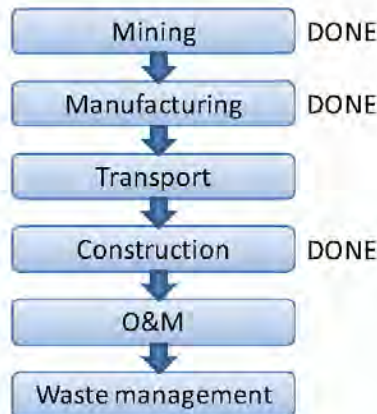 Mining DONE
Manufacturing DONE
Transport
Construction DONE
O&M
Waste management